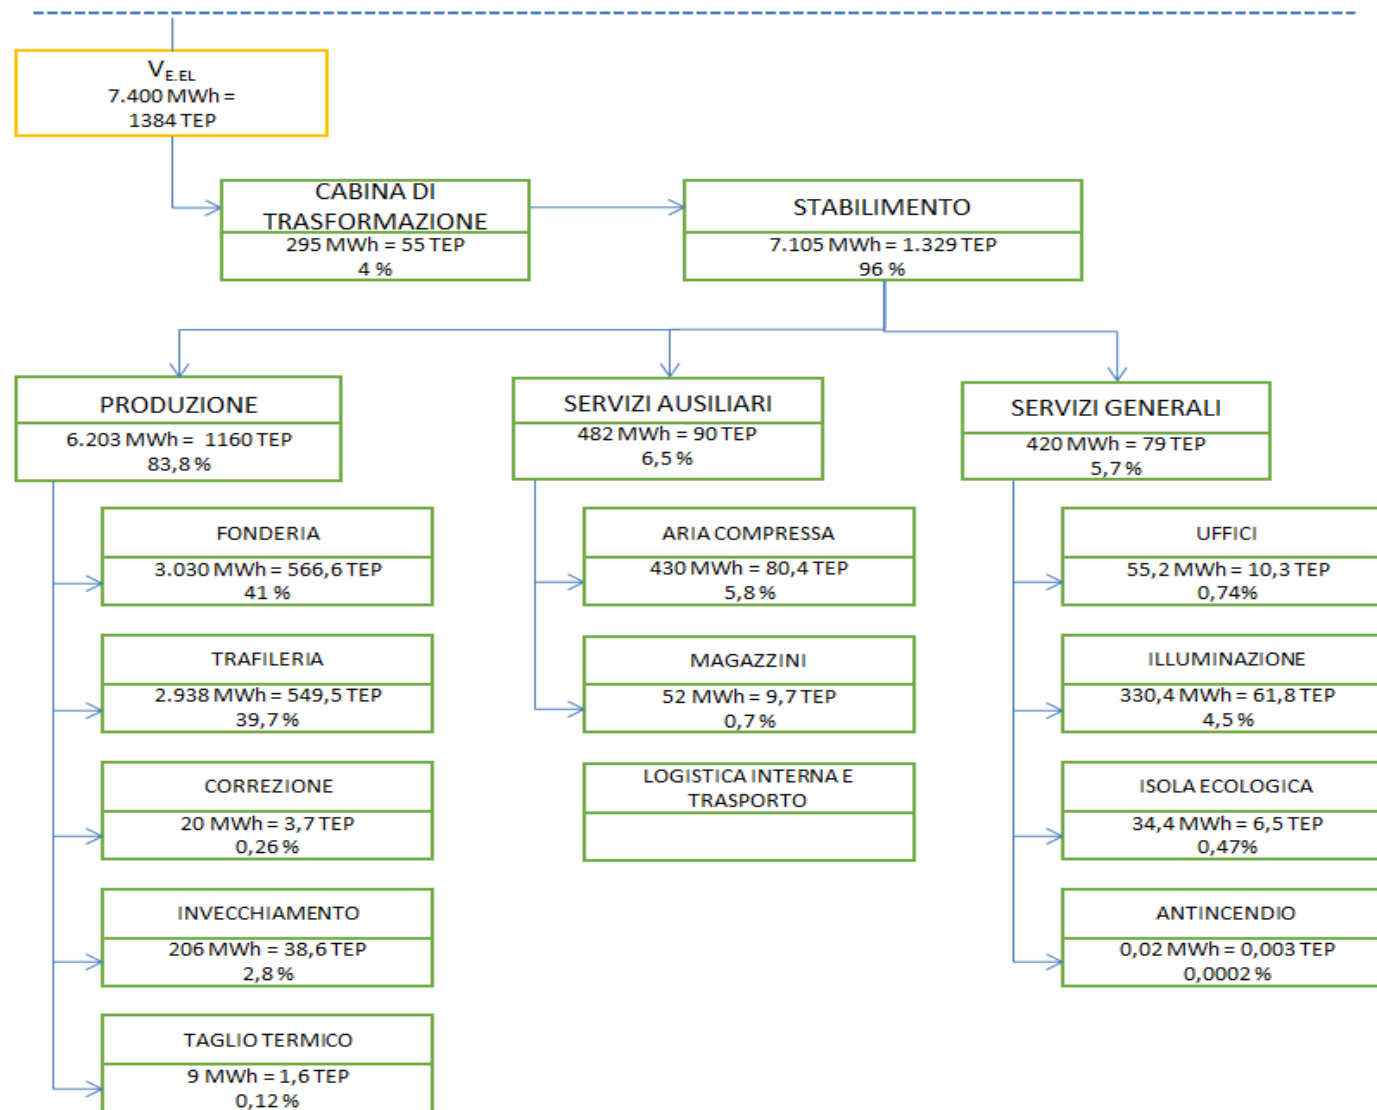 V_E.EL
7.400 MWh =
1384 TEP
CABINA DI
TRASFORMAZIONE
295 MWh = 55 TEP
4 %
STABILIMENTO
7.105 MWh = 1.329 TEP
96 %
PRODUZIONE
6.203 MWh = 1160 TEP
83,8 %
FONDERIA
3.030 MWh = 566,6 TEP
41 %
TRAFILERIA
2.938 MWh = 549,5 TEP
39,7 %
CORREZIONE
20 MWh = 3,7 TEP
0,26 %
INVECCHIAMENTO
206 MWh = 38,6 TEP
2,8 %
TAGLIO TERMICO
9 MWh = 1,6 TEP
0,12 %
SERVIZI AUSILIARI
482 MWh = 90 TEP
6,5 %
ARIA COMPRESSA
430 MWh = 80,4 TEP
5,8 %
MAGAZZINI
52 MWh = 9,7 TEP
0,7 %
LOGISTICA INTERNA E
TRASPORTO
SERVIZI GENERALI
420 MWh = 79 TEP
5,7 %
UFFICI
55,2 MWh = 10,3 TEP
0,74%
ILLUMINAZIONE
330,4 MWh = 61,8 TEP
4,5 %
ISOLA ECOLOGICA
34,4 MWh = 6,5 TEP
0,47%
ANTINCENDIO
0,02 MWh = 0,003 TEP
0,0002 %